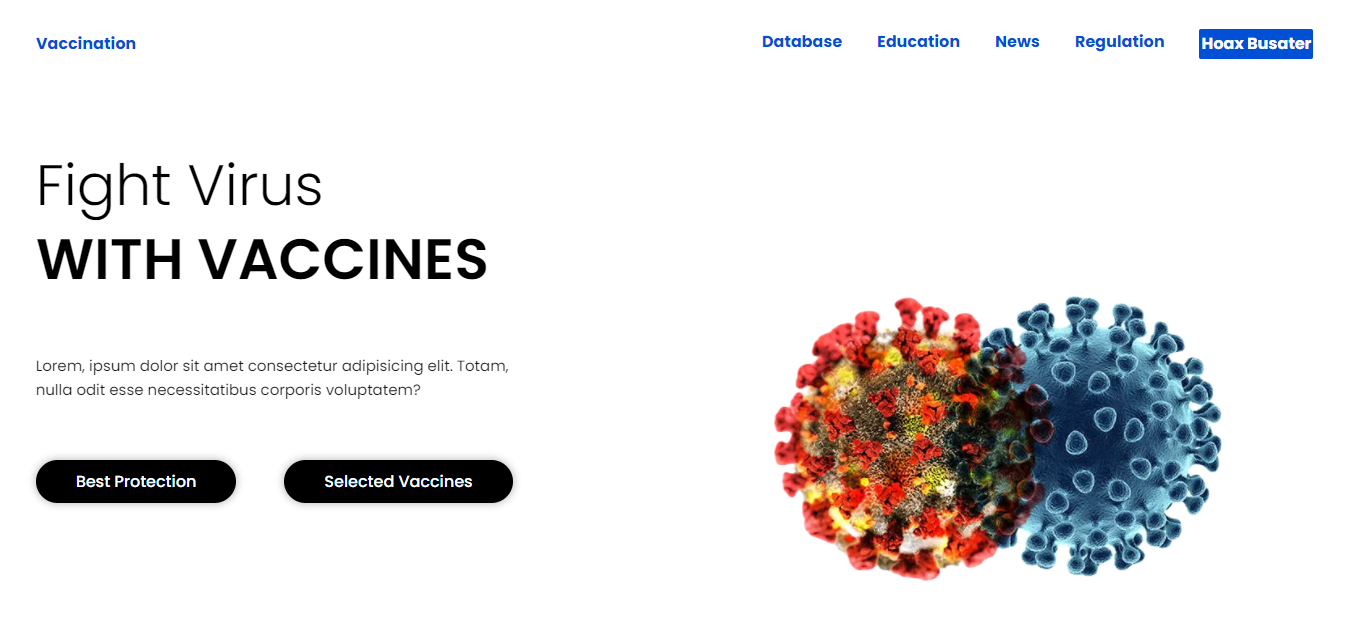 Vaccination
Database Education News Regulation Hoax Busater
Fight Virus
WITH VACCINES
Lorem, ipsum dolor sit amet consectetur adipisicing elit. Totam,
nulla odit esse necessitatibus corporis voluptatem?
Best Protection
Selected Vaccines